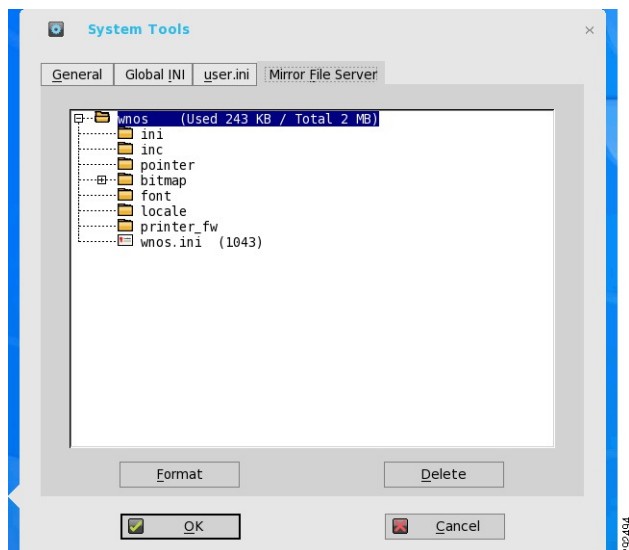 System Tools
General Global INI user.ini Mirror File Server
wnos (Used 243 KB / Total 2 MB)
ini
inc
pointer
bitmap
font
locale
printer_fw
wnos.ini (1043)
Format Delete
OK Cancel
349294